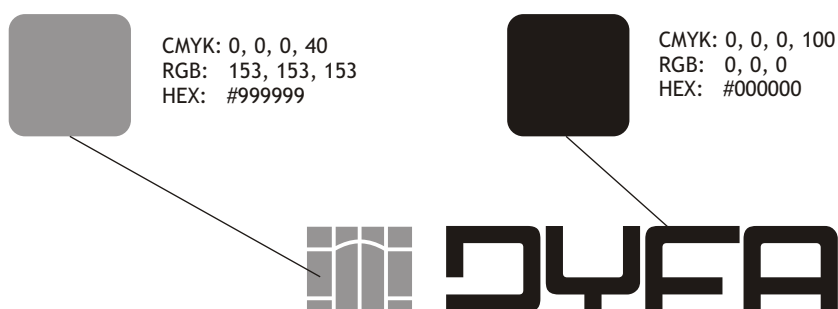 CMYK: 0, 0, 0, 40
RGB: 153, 153, 153
HEX: #999999
CMYK: 0, 0, 0, 100
RGB: 0, 0, 0
HEX: #000000
DYFA